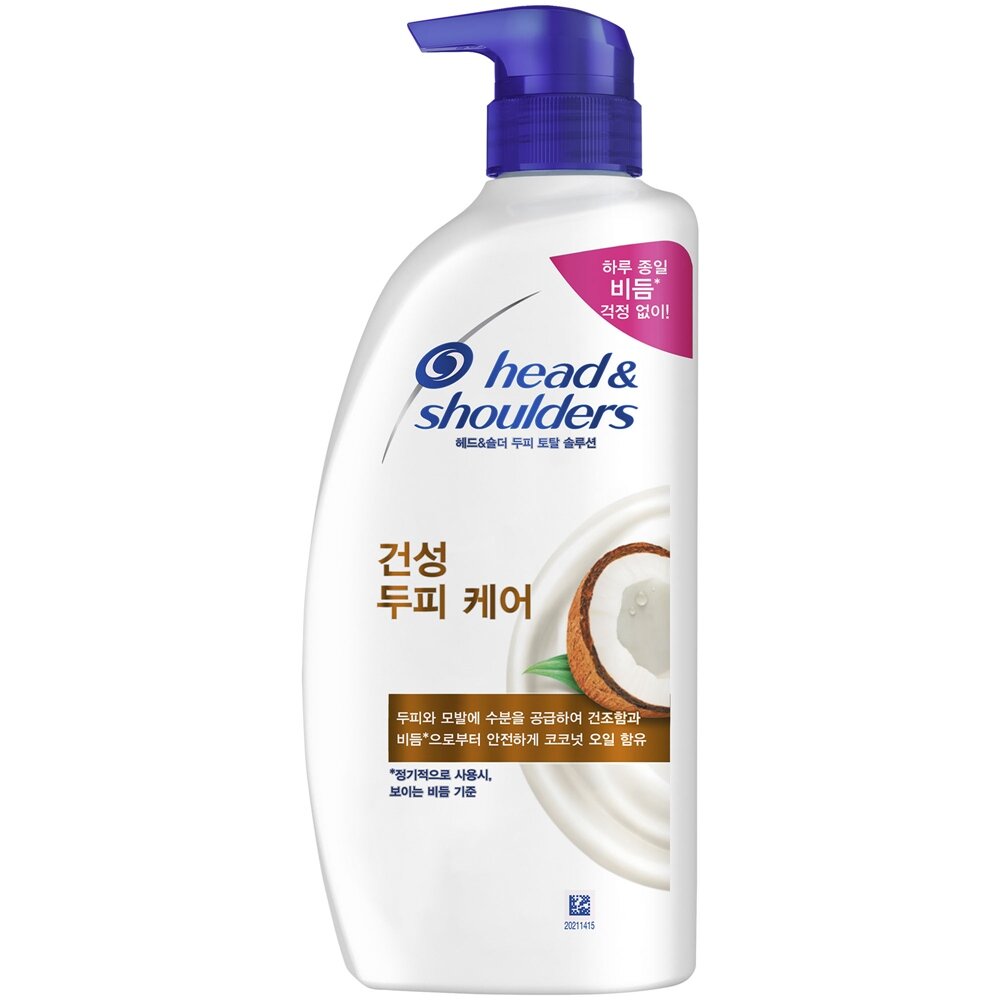 하루 종일
비듬*
걱정 없이!
head &
shoulders
헤드&숄더 두피 토탈 솔루션
건성
두피 케어
두피와 모발에 수분을 공급하여 건조함과
비듬*으로부터 안전하게 코코넛 오일 함유
*정기적으로 사용시,
보이는 비듬 기준
20211415